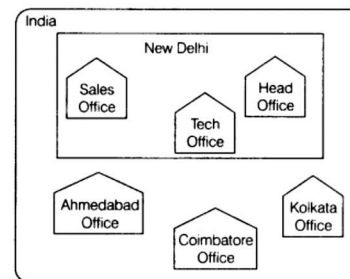 India
New Delhi
Sales
Office
Head
Office
Tech
Office
Ahmedabad
Office
Kolkata
Office
Coimbatore
Office